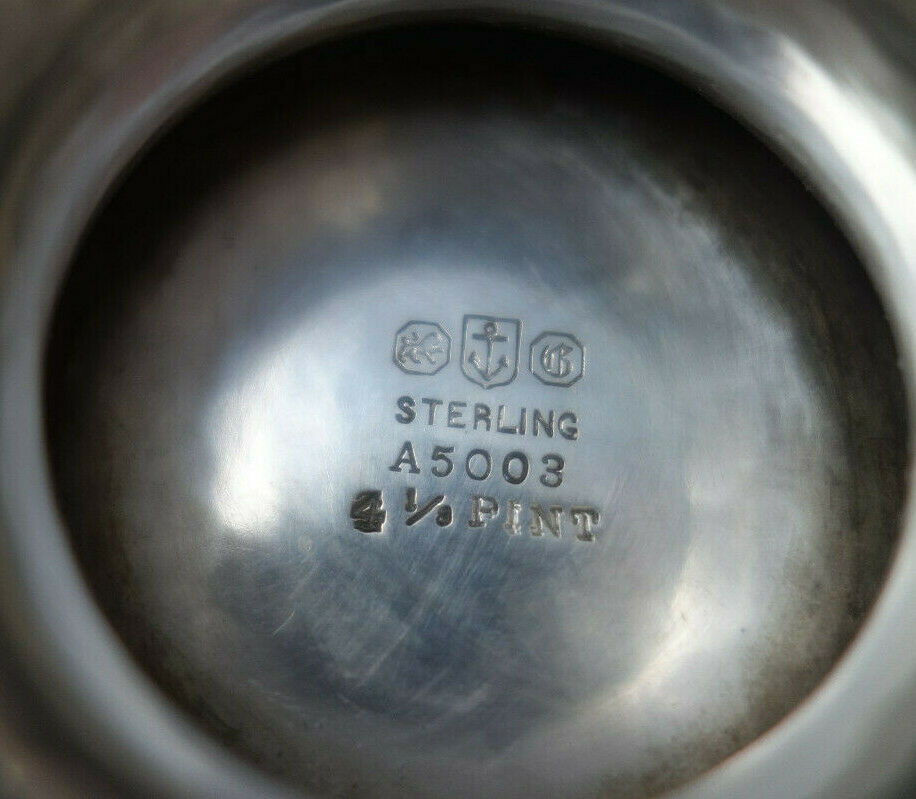 G
STERLING
A5003
4 1/8 PINT